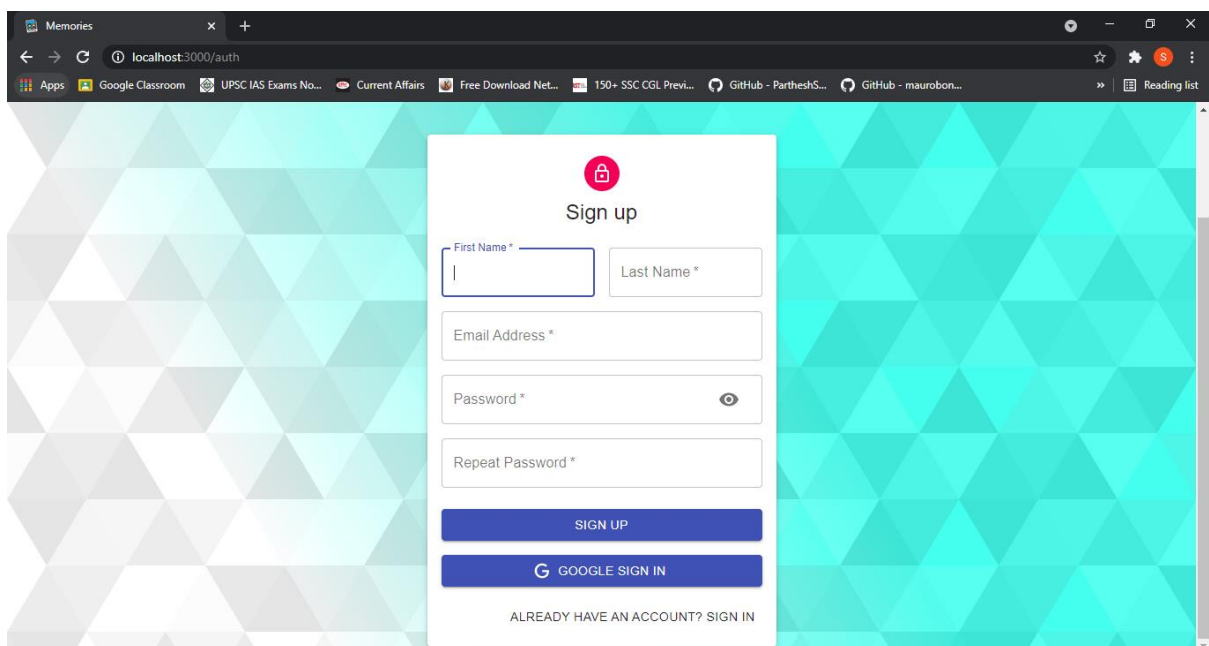 Memories
localhost:3000/auth
S
Apps Google Classroom UPSC IAS Exams No... Current Affairs Free Download Net... 150+ SSC CGL Previ... GitHub - PartheshS... GitHub - maurobon... » Reading list
Sign up
First Name *
Last Name *
Email Address *
Password *
Repeat Password *
SIGN UP
G GOOGLE SIGN IN
ALREADY HAVE AN ACCOUNT? SIGN IN